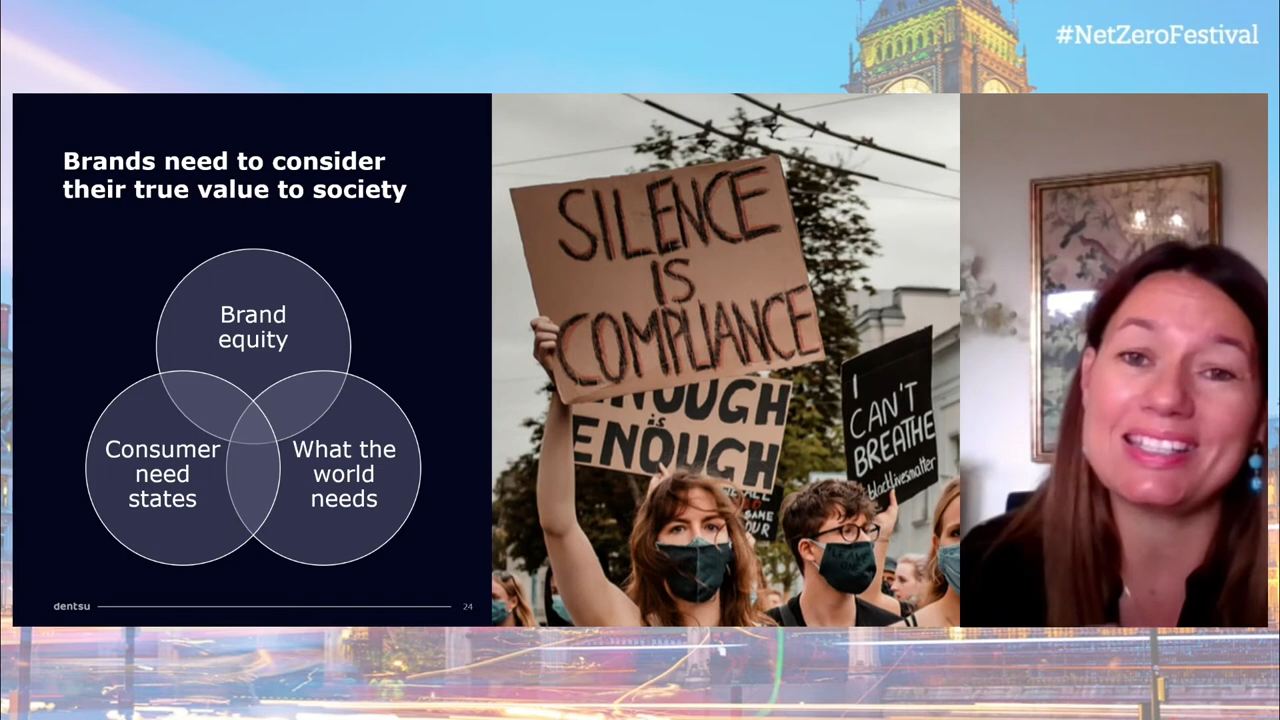 #NetZeroFestival
Brands need to consider
their true value to society
Brand
equity
Consumer
need
states
What the
world
needs
dentsu
24
SILENCE
IS
COMPLIANCE
ENOUGH
is
ENOUGH
I
CAN'T
BREATHE
#blacklivesmatter
SAME